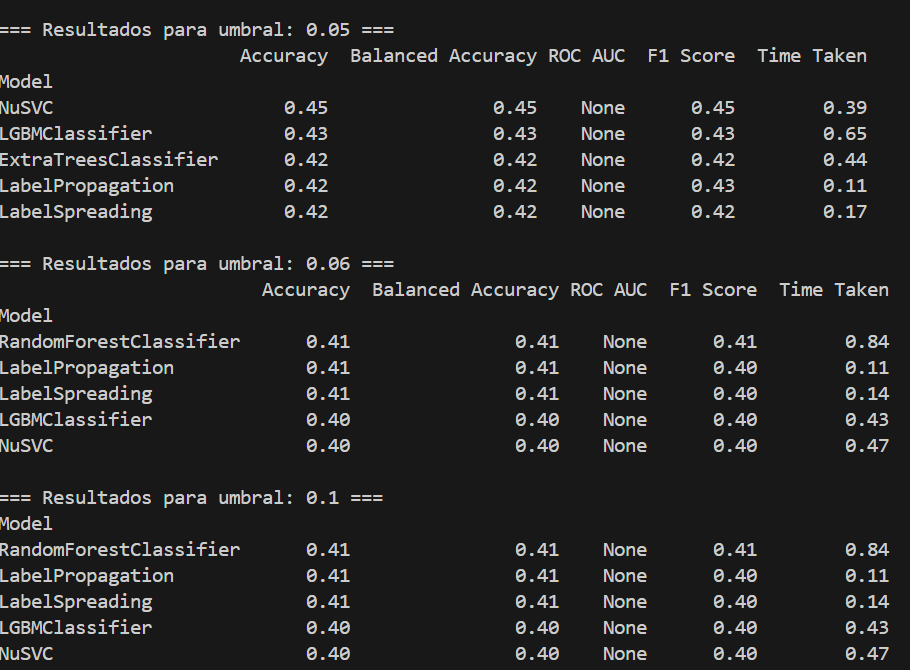 === Resultados para umbral: 0.05 ===
Accuracy Balanced Accuracy ROC AUC F1 Score Time Taken
Model
NuSVC 0.45 0.45 None 0.45 0.39
LGBMClassifier 0.43 0.43 None 0.43 0.65
ExtraTreesClassifier 0.42 0.42 None 0.42 0.44
LabelPropagation 0.42 0.42 None 0.43 0.11
LabelSpreading 0.42 0.42 None 0.42 0.17
=== Resultados para umbral: 0.06 ===
Accuracy Balanced Accuracy ROC AUC F1 Score Time Taken
Model
RandomForestClassifier 0.41 0.41 None 0.41 0.84
LabelPropagation 0.41 0.41 None 0.40 0.11
LabelSpreading 0.41 0.41 None 0.40 0.14
LGBMClassifier 0.40 0.40 None 0.40 0.43
NuSVC 0.40 0.40 None 0.40 0.47
=== Resultados para umbral: 0.1 ===
Model
RandomForestClassifier 0.41 0.41 None 0.41 0.84
LabelPropagation 0.41 0.41 None 0.40 0.11
LabelSpreading 0.41 0.41 None 0.40 0.14
LGBMClassifier 0.40 0.40 None 0.40 0.43
NuSVC 0.40 0.40 None 0.40 0.47